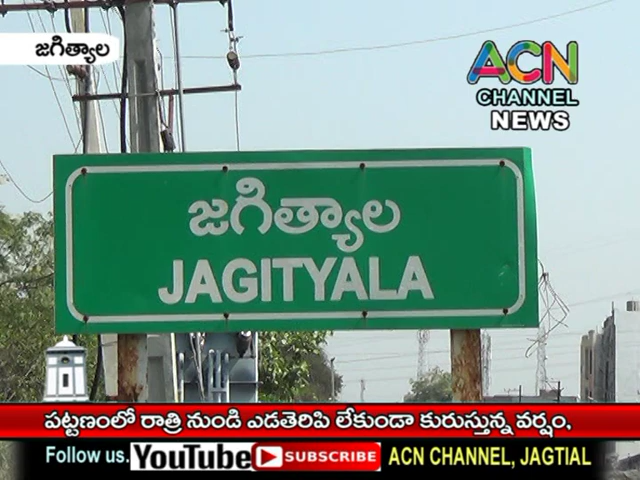 జగిత్యాల
ACN
CHANNEL
NEWS
జగిత్యాల
JAGITYALA
పట్టణంలో రాత్రి నుండి ఎడతెరిపి లేకుండా కురుస్తున్న వర్షం,
Follow us. YouTube SUBSCRIBE ACN CHANNEL, JAGTIAL